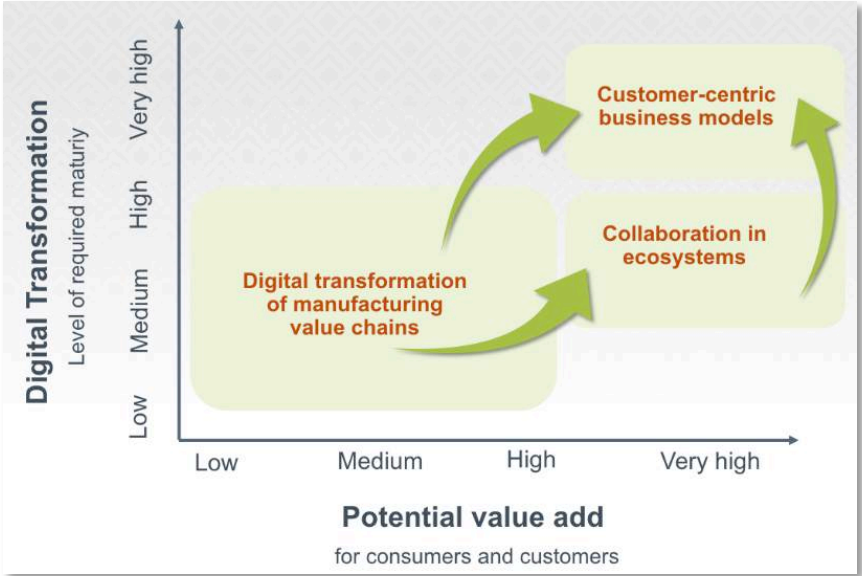 Digital Transformation
Level of required maturiy
Very high
High
Medium
Low
Customer-centric
business models
Collaboration in
ecosystems
Digital transformation
of manufacturing
value chains
Low
Medium
High
Very high
Potential value add
for consumers and customers